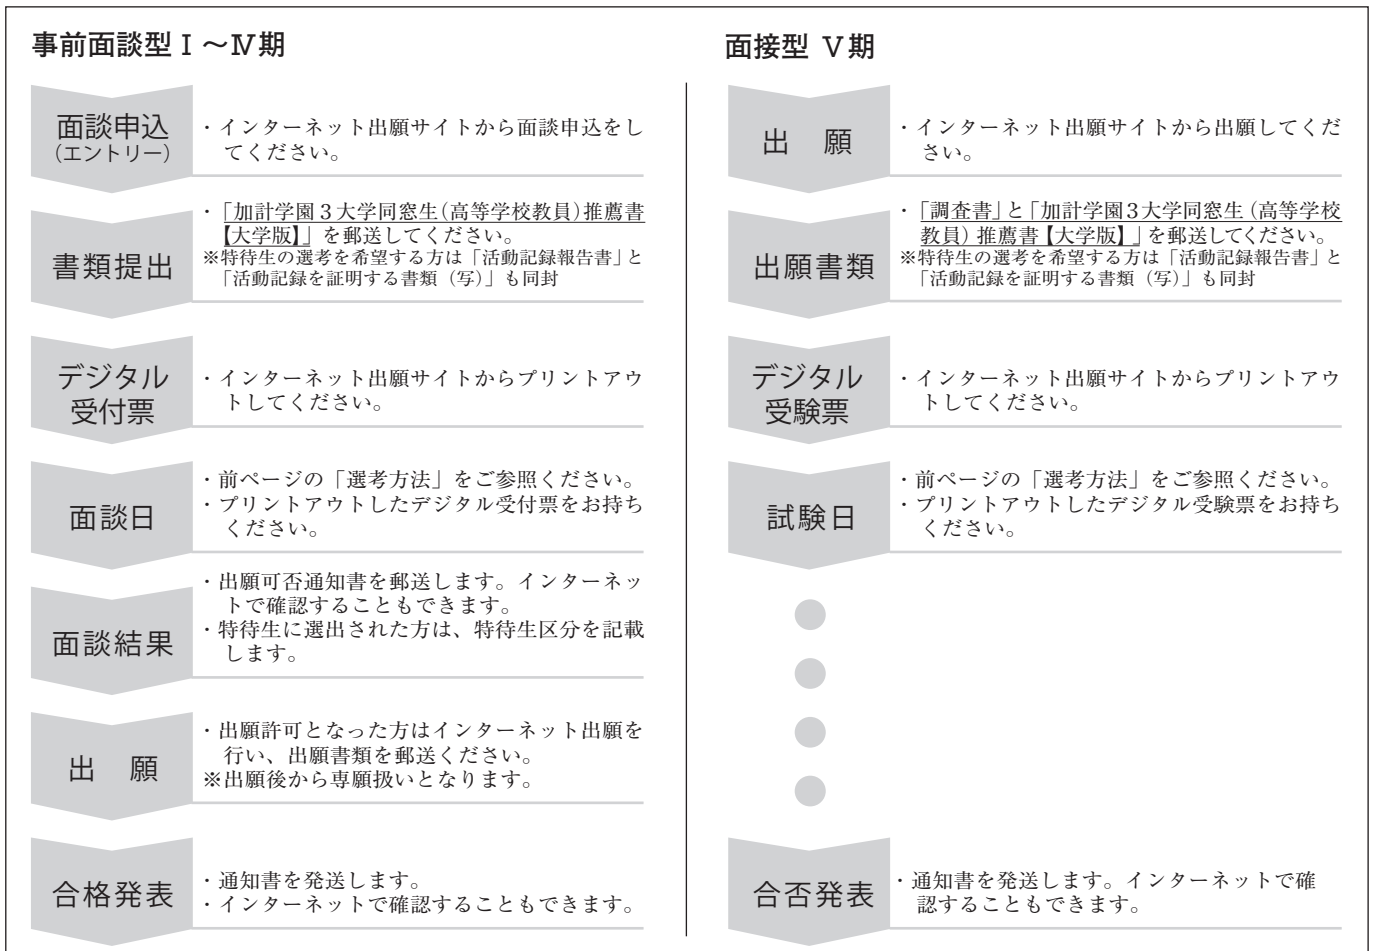 事前面談型Ⅰ～Ⅳ期
面談申込
（エントリー）
・インターネット出願サイトから面談申込をし
てください。
書類提出
・「加計学園３大学同窓生（高等学校教員）推薦書
【大学版】」を郵送してください。
※特待生の選考を希望する方は「活動記録報告書」と
「活動記録を証明する書類（写）」も同封
デジタル
受付票
・インターネット出願サイトからプリントアウ
トしてください。
面談日
・前ページの「選考方法」をご参照ください。
・プリントアウトしたデジタル受付票をお持ち
ください。
面談結果
・出願可否通知書を郵送します。インターネッ
トで確認することもできます。
・特待生に選出された方は、特待生区分を記載
します。
出　願
・出願許可となった方はインターネット出願を
行い、出願書類を郵送ください。
※出願後から専願扱いとなります。
合格発表
・通知書を発送します。
・インターネットで確認することもできます。
面接型 Ⅴ期
出　願
・インターネット出願サイトから出願してくだ
さい。
出願書類
・「調査書」と「加計学園３大学同窓生（高等学校
教員）推薦書【大学版】」を郵送してください。
※特待生の選考を希望する方は「活動記録報告書」と
「活動記録を証明する書類（写）」も同封
デジタル
受験票
・インターネット出願サイトからプリントアウ
トしてください。
試験日
・前ページの「選考方法」をご参照ください。
・プリントアウトしたデジタル受験票をお持ち
ください。
合否発表
・通知書を発送します。インターネットで確
認することもできます。